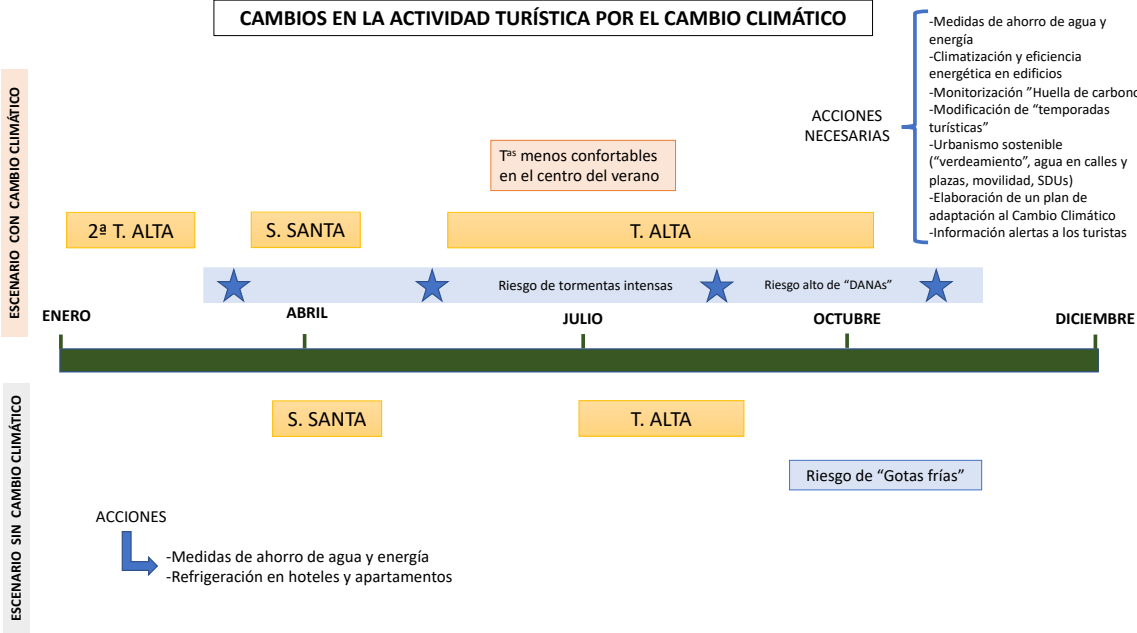 CAMBIOS EN LA ACTIVIDAD TURÍSTICA POR EL CAMBIO CLIMÁTICO
ESCENARIO CON CAMBIO CLIMÁTICO
ACCIONES
NECESARIAS
-Medidas de ahorro de agua y
energía
-Climatización y eficiencia
energética en edificios
-Monitorización ”Huella de carbono
-Modificación de “temporadas
turísticas”
-Urbanismo sostenible
(“verdeamiento”, agua en calles y
plazas, movilidad, SDUs)
-Elaboración de un plan de
adaptación al Cambio Climático
-Información alertas a los turistas
Tas menos confortables
en el centro del verano
2ª T. ALTA
S. SANTA
T. ALTA
Riesgo de tormentas intensas
Riesgo alto de “DANAs”
ENERO
ABRIL
JULIO
OCTUBRE
DICIEMBRE
ESCENARIO SIN CAMBIO CLIMÁTICO
S. SANTA
T. ALTA
Riesgo de “Gotas frías”
ACCIONES
-Medidas de ahorro de agua y energía
-Refrigeración en hoteles y apartamentos